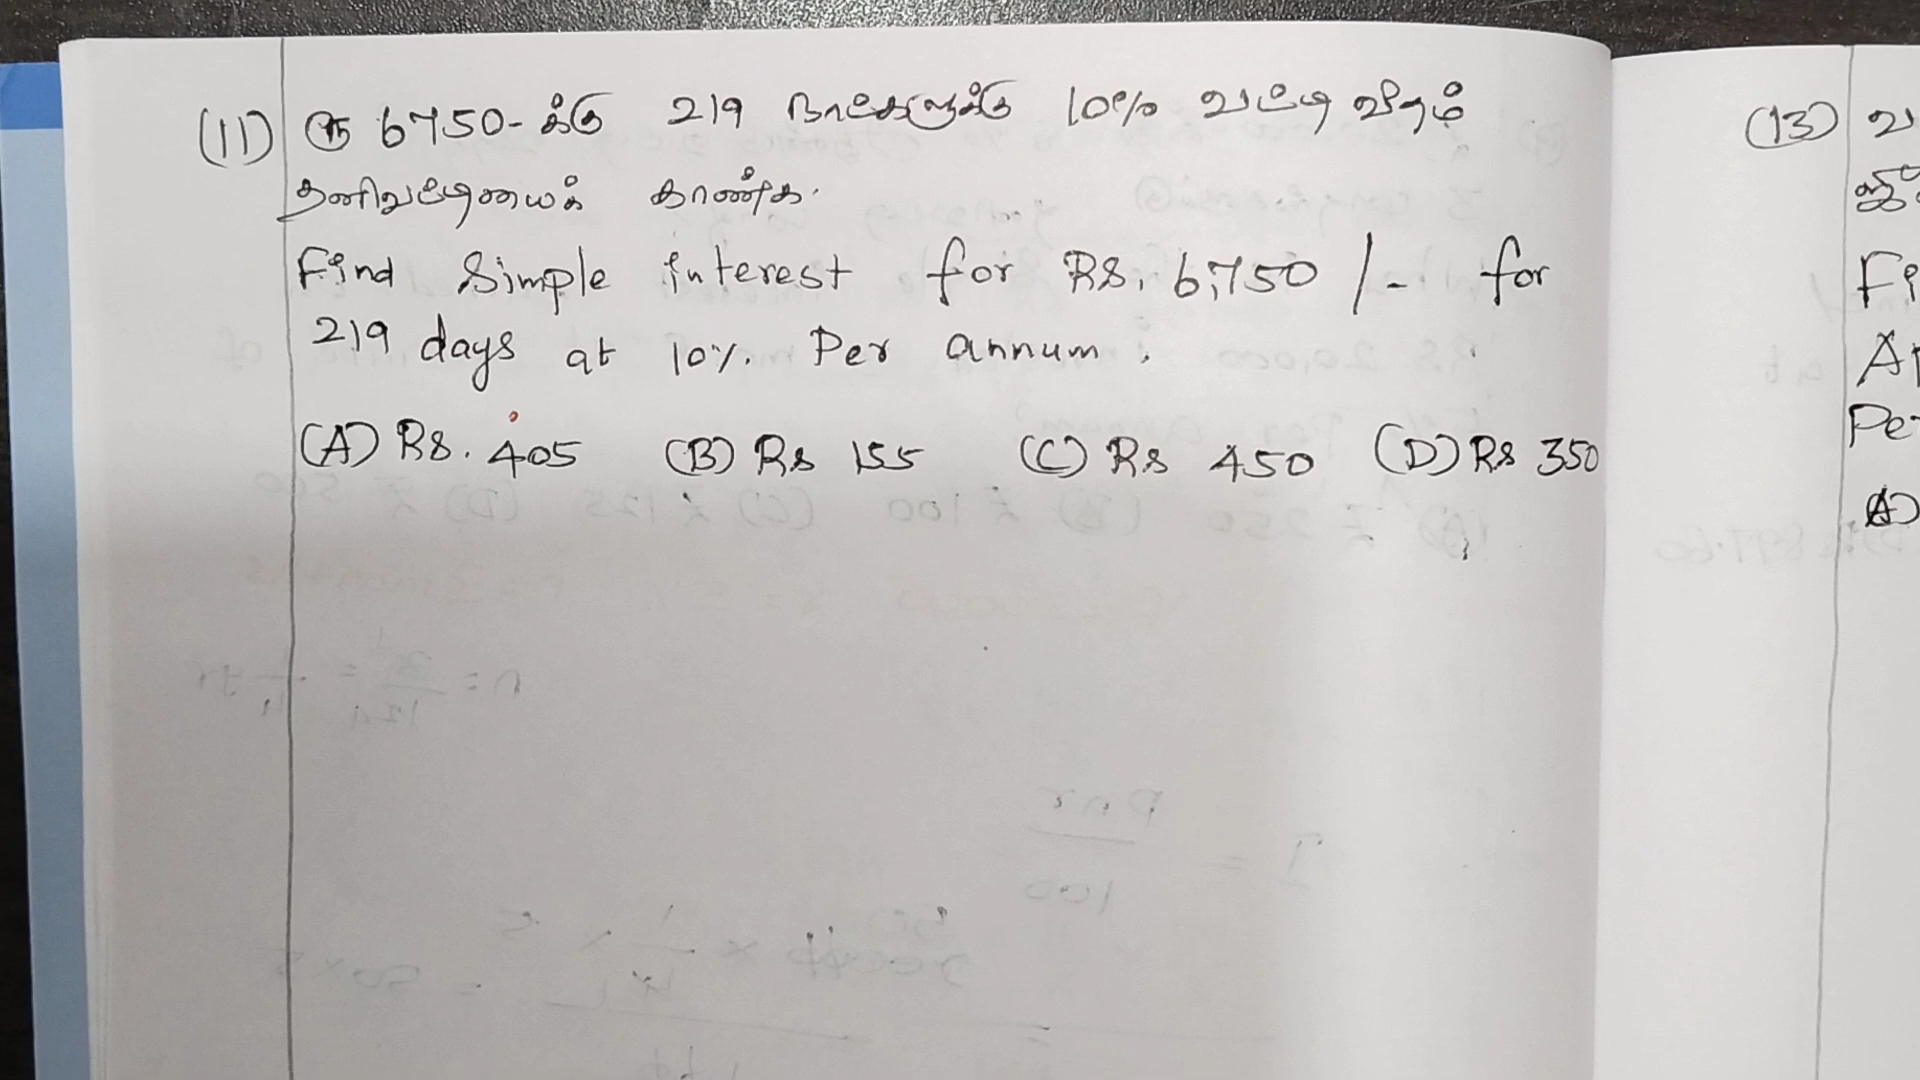 (11) ரூ 6750-க்கு 219 நாட்களுக்கு 10% வட்டி வீதம்
தனிவட்டியைக் காண்க.
Find Simple interest for RS. 6,750 /- for
219 days at 10%. Per annum.
(A) RS. 405 (B) Rs 155 (C) Rs 450 (D) Rs 350
(13) வ
Fi
A
Pe
(A)